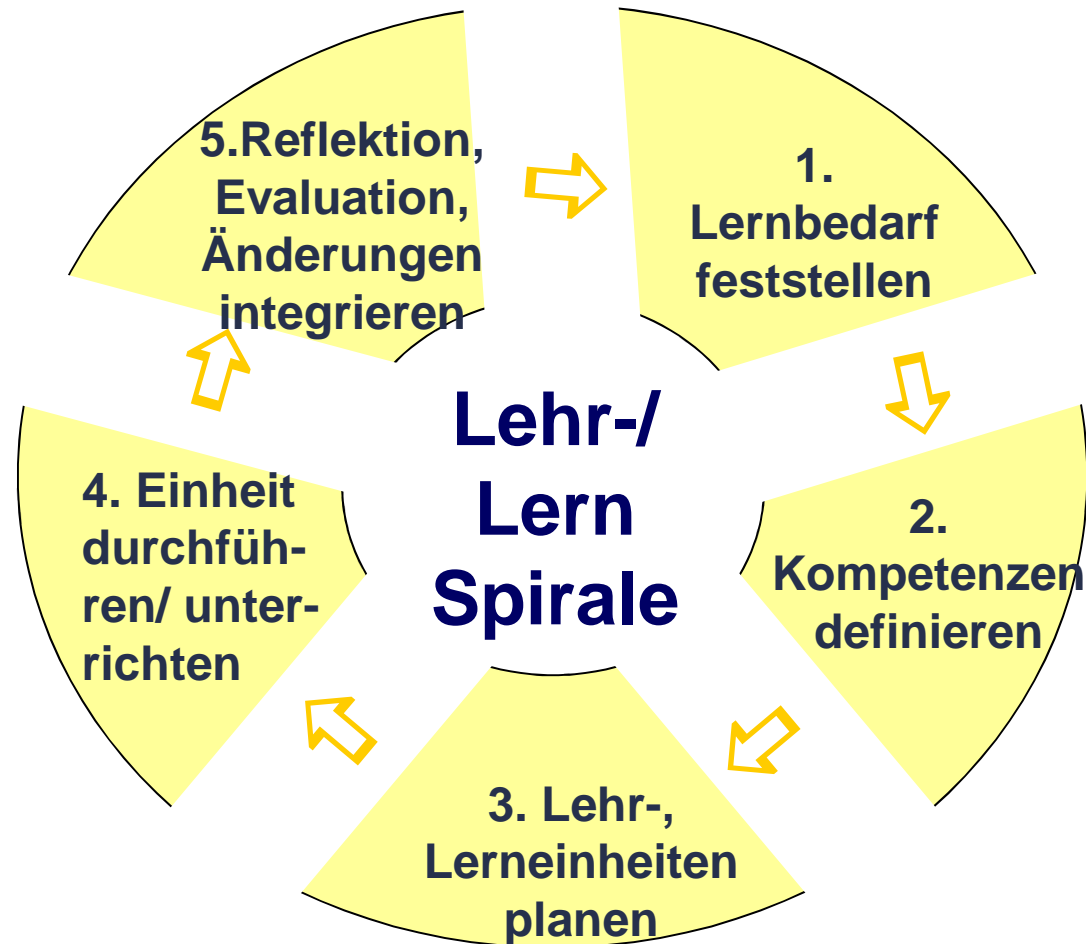 Lehr-/
Lern
Spirale
1.
Lernbedarf
feststellen
2.
Kompetenzen
definieren
3. Lehr-,
Lerneinheiten
planen
4. Einheit
durchfüh-
ren/ unter-
richten
5.Reflektion,
Evaluation,
Änderungen
integrieren